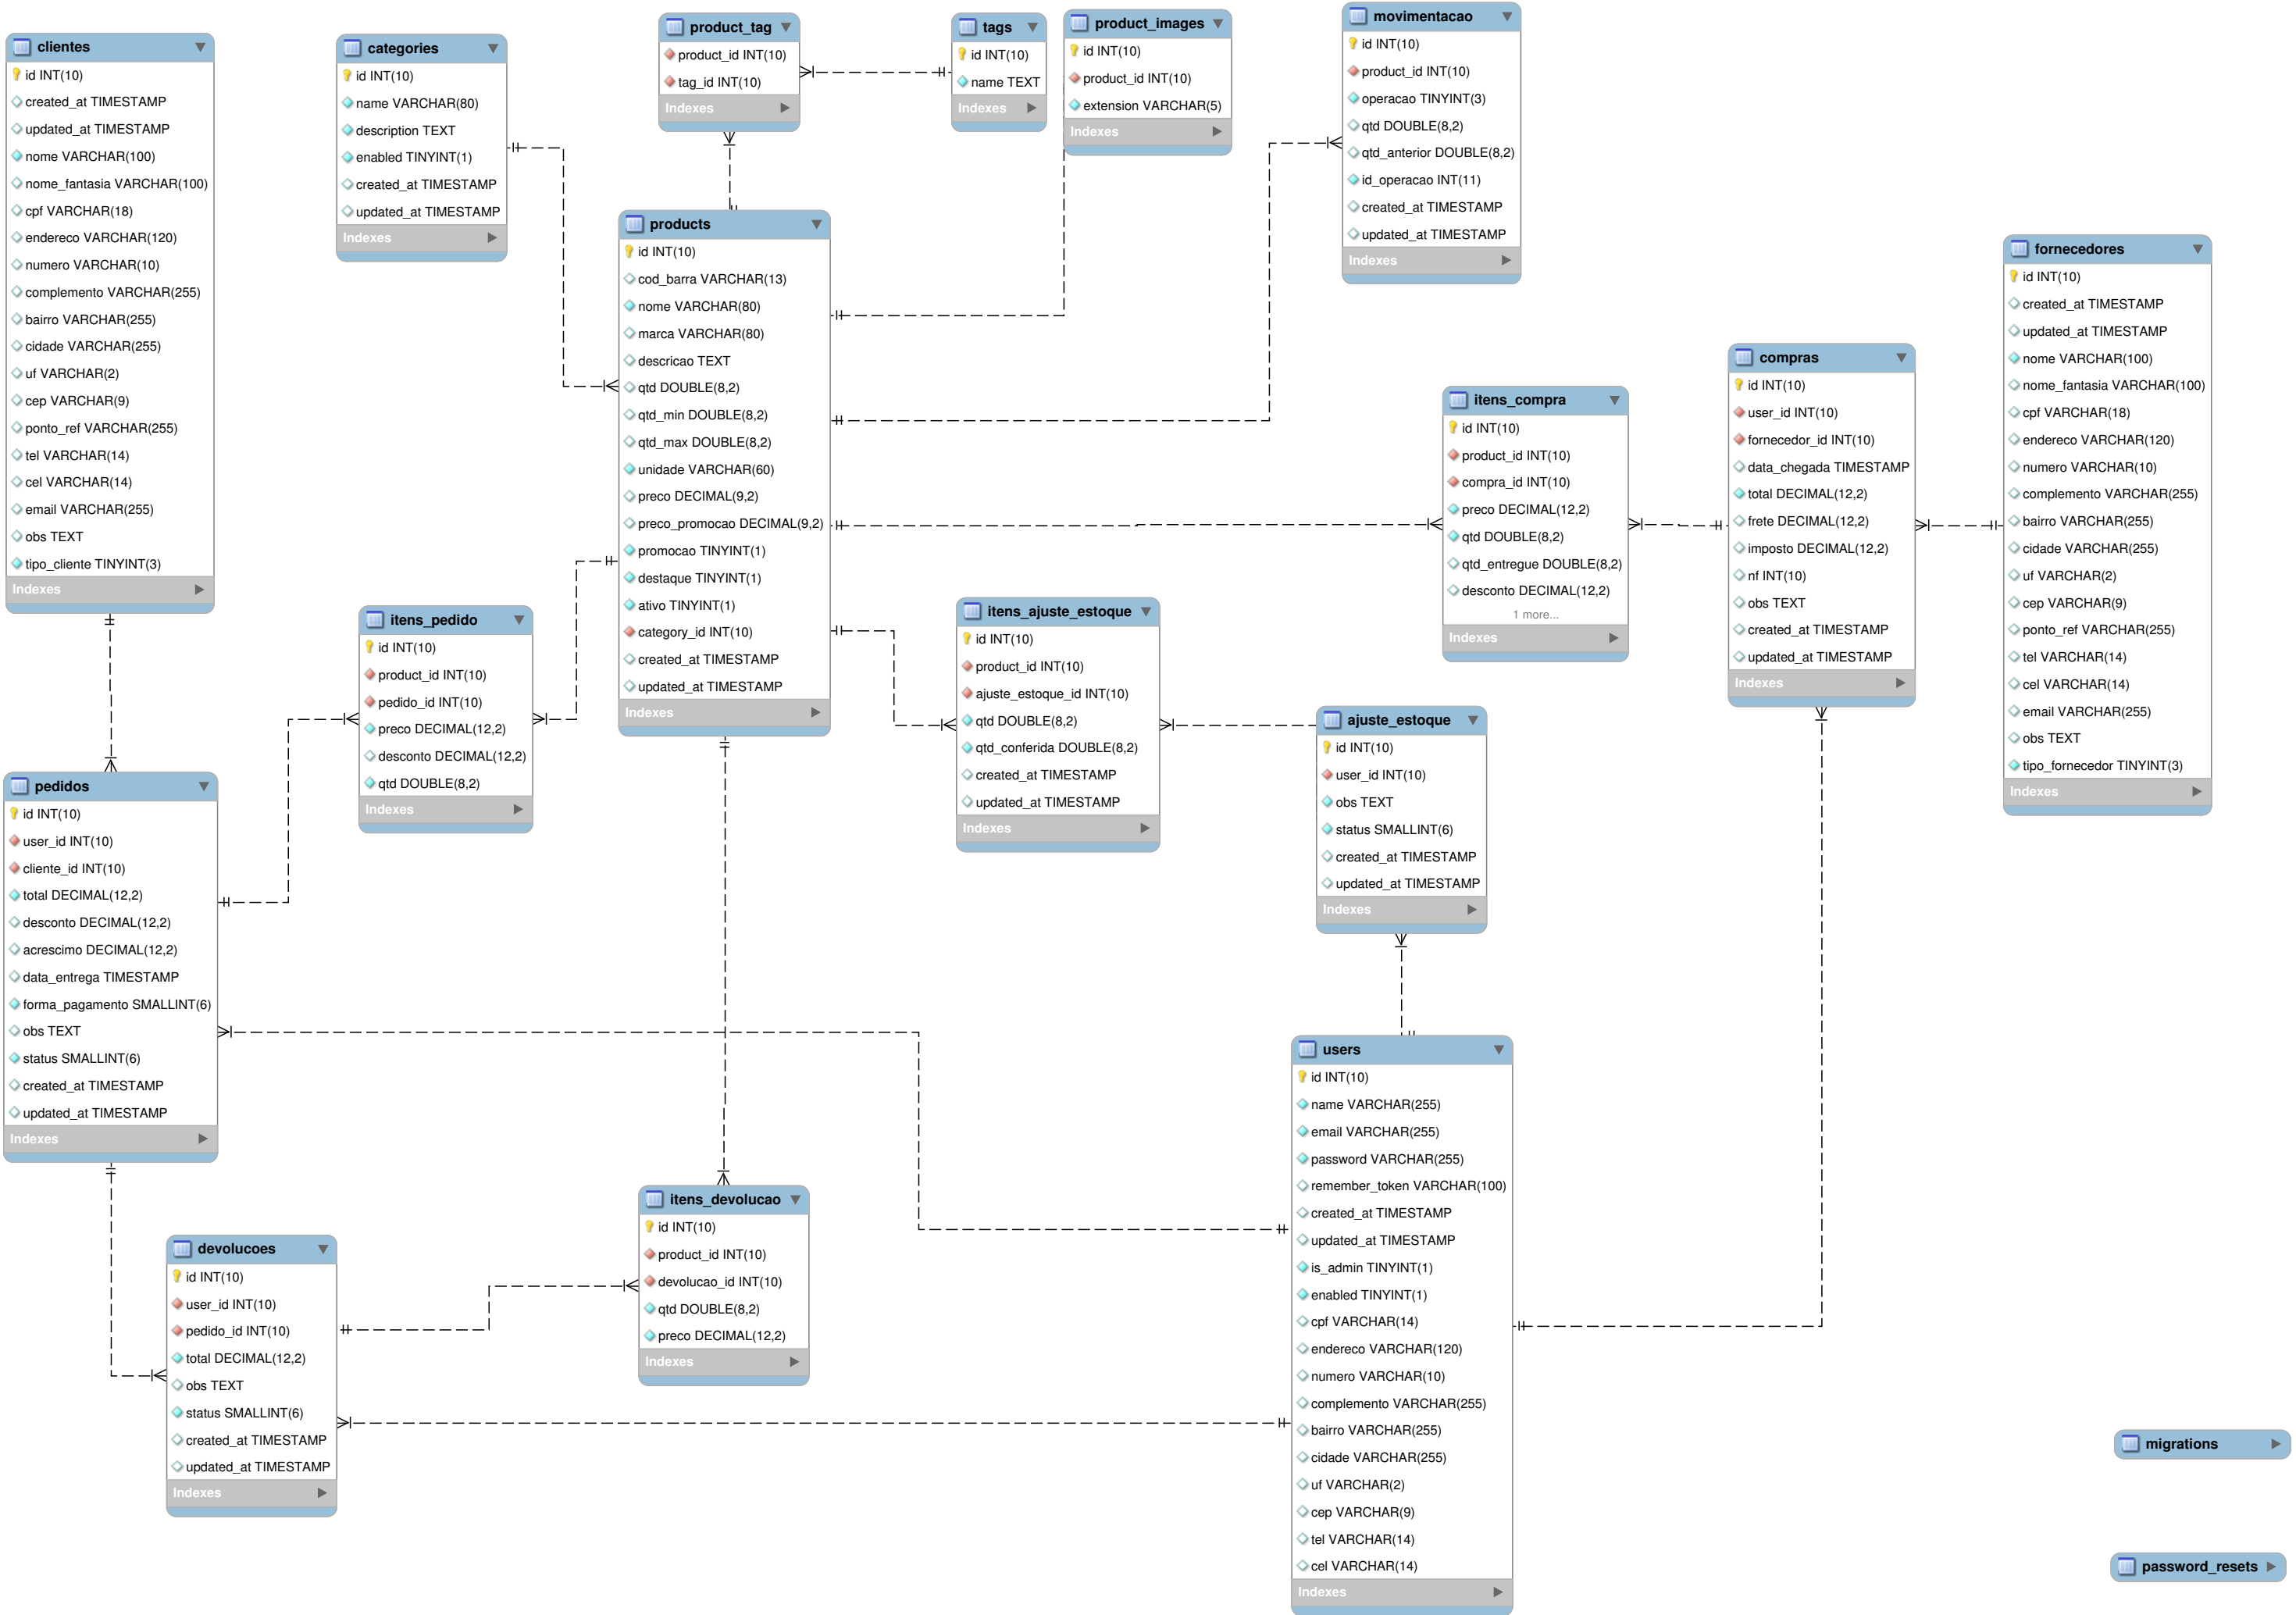 clientes
id INT(10)
created_at TIMESTAMP
updated_at TIMESTAMP
nome VARCHAR(100)
nome_fantasia VARCHAR(100)
cpf VARCHAR(18)
endereco VARCHAR(120)
numero VARCHAR(10)
complemento VARCHAR(255)
bairro VARCHAR(255)
cidade VARCHAR(255)
uf VARCHAR(2)
cep VARCHAR(9)
ponto_ref VARCHAR(255)
tel VARCHAR(14)
cel VARCHAR(14)
email VARCHAR(255)
obs TEXT
tipo_cliente TINYINT(3)
Indexes
categories
id INT(10)
name VARCHAR(80)
description TEXT
enabled TINYINT(1)
created_at TIMESTAMP
updated_at TIMESTAMP
Indexes
product_tag
product_id INT(10)
tag_id INT(10)
Indexes
tags
id INT(10)
name TEXT
Indexes
product_images
id INT(10)
product_id INT(10)
extension VARCHAR(5)
Indexes
movimentacao
id INT(10)
product_id INT(10)
operacao TINYINT(3)
qtd DOUBLE(8,2)
qtd_anterior DOUBLE(8,2)
id_operacao INT(11)
created_at TIMESTAMP
updated_at TIMESTAMP
Indexes
products
id INT(10)
cod_barra VARCHAR(13)
nome VARCHAR(80)
marca VARCHAR(80)
descricao TEXT
qtd DOUBLE(8,2)
qtd_min DOUBLE(8,2)
qtd_max DOUBLE(8,2)
unidade VARCHAR(60)
preco DECIMAL(9,2)
preco_promocao DECIMAL(9,2)
promocao TINYINT(1)
destaque TINYINT(1)
ativo TINYINT(1)
category_id INT(10)
created_at TIMESTAMP
updated_at TIMESTAMP
Indexes
fornecedores
id INT(10)
created_at TIMESTAMP
updated_at TIMESTAMP
nome VARCHAR(100)
nome_fantasia VARCHAR(100)
cpf VARCHAR(18)
endereco VARCHAR(120)
numero VARCHAR(10)
complemento VARCHAR(255)
bairro VARCHAR(255)
cidade VARCHAR(255)
uf VARCHAR(2)
cep VARCHAR(9)
ponto_ref VARCHAR(255)
tel VARCHAR(14)
cel VARCHAR(14)
email VARCHAR(255)
obs TEXT
tipo_fornecedor TINYINT(3)
Indexes
compras
id INT(10)
user_id INT(10)
fornecedor_id INT(10)
data_chegada TIMESTAMP
total DECIMAL(12,2)
frete DECIMAL(12,2)
imposto DECIMAL(12,2)
nf INT(10)
obs TEXT
created_at TIMESTAMP
updated_at TIMESTAMP
Indexes
itens_compra
id INT(10)
product_id INT(10)
compra_id INT(10)
preco DECIMAL(12,2)
qtd DOUBLE(8,2)
qtd_entregue DOUBLE(8,2)
desconto DECIMAL(12,2)
1 more...
Indexes
itens_pedido
id INT(10)
product_id INT(10)
pedido_id INT(10)
preco DECIMAL(12,2)
desconto DECIMAL(12,2)
qtd DOUBLE(8,2)
Indexes
itens_ajuste_estoque
id INT(10)
product_id INT(10)
ajuste_estoque_id INT(10)
qtd DOUBLE(8,2)
qtd_conferida DOUBLE(8,2)
created_at TIMESTAMP
updated_at TIMESTAMP
Indexes
ajuste_estoque
id INT(10)
user_id INT(10)
obs TEXT
status SMALLINT(6)
created_at TIMESTAMP
updated_at TIMESTAMP
Indexes
pedidos
id INT(10)
user_id INT(10)
cliente_id INT(10)
total DECIMAL(12,2)
desconto DECIMAL(12,2)
acrescimo DECIMAL(12,2)
data_entrega TIMESTAMP
forma_pagamento SMALLINT(6)
obs TEXT
status SMALLINT(6)
created_at TIMESTAMP
updated_at TIMESTAMP
Indexes
users
id INT(10)
name VARCHAR(255)
email VARCHAR(255)
password VARCHAR(255)
remember_token VARCHAR(100)
created_at TIMESTAMP
updated_at TIMESTAMP
is_admin TINYINT(1)
enabled TINYINT(1)
cpf VARCHAR(14)
endereco VARCHAR(120)
numero VARCHAR(10)
complemento VARCHAR(255)
bairro VARCHAR(255)
cidade VARCHAR(255)
uf VARCHAR(2)
cep VARCHAR(9)
tel VARCHAR(14)
cel VARCHAR(14)
Indexes
itens_devolucao
id INT(10)
product_id INT(10)
devolucao_id INT(10)
qtd DOUBLE(8,2)
preco DECIMAL(12,2)
Indexes
devolucoes
id INT(10)
user_id INT(10)
pedido_id INT(10)
total DECIMAL(12,2)
obs TEXT
status SMALLINT(6)
created_at TIMESTAMP
updated_at TIMESTAMP
Indexes
migrations
password_resets